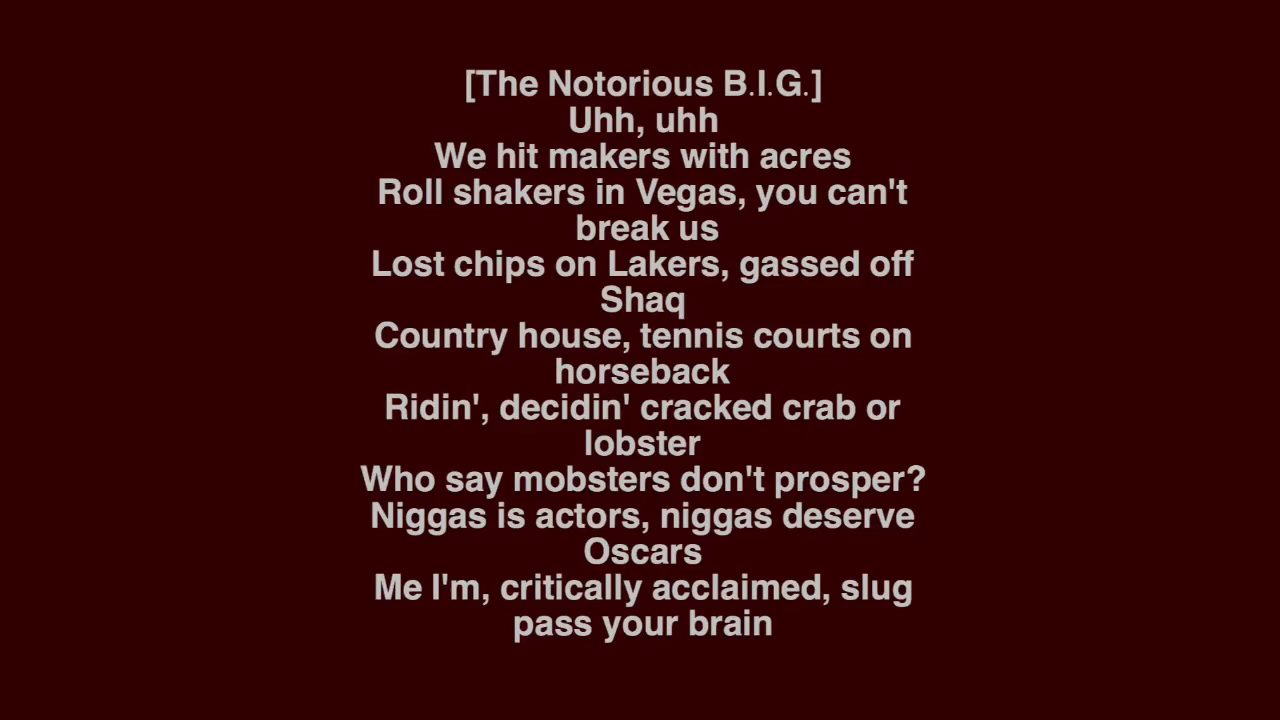 [The Notorious B.I.G.]
Uhh, uhh
We hit makers with acres
Roll shakers in Vegas, you can't
break us
Lost chips on Lakers, gassed off
Shaq
Country house, tennis courts on
horseback
Ridin', decidin' cracked crab or
lobster
Who say mobsters don't prosper?
Niggas is actors, niggas deserve
Oscars
Me I'm, critically acclaimed, slug
pass your brain